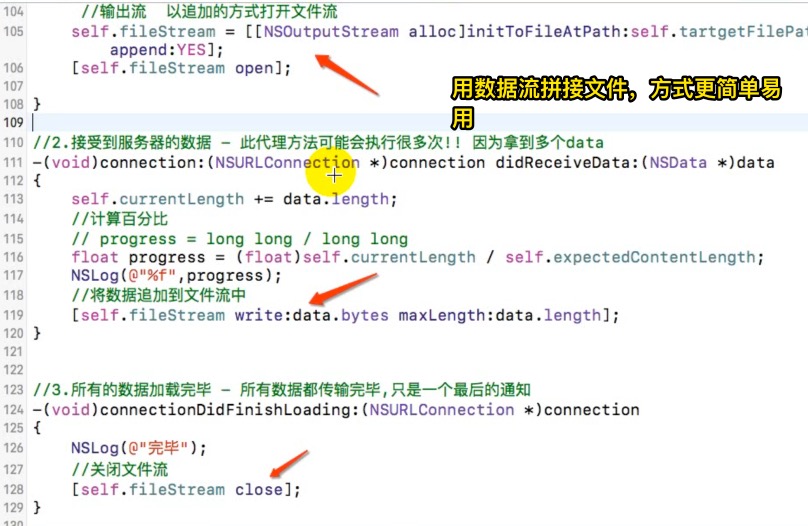 104 //输出流 以追加的方式打开文件流
105 self.fileStream = [[NSOutputStream alloc]initToFileAtPath:self.tartgetFilePat
append:YES];
106 [self.fileStream open];
107
108 }
用数据流拼接文件，方式更简单易
用
109
110 //2.接受到服务器的数据 - 此代理方法可能会执行很多次!! 因为拿到多个data
111 -(void)connection:(NSURLConnection *)connection didReceiveData:(NSData *)data
112 {
113 self.currentLength += data.length;
114 //计算百分比
115 // progress = long long / long long
116 float progress = (float)self.currentLength / self.expectedContentLength;
117 NSLog(@"%f",progress);
118 //将数据追加到文件流中
119 [self.fileStream write:data.bytes maxLength:data.length];
120 }
121
122
123 //3.所有的数据加载完毕 - 所有数据都传输完毕,只是一个最后的通知
124 -(void)connectionDidFinishLoading:(NSURLConnection *)connection
125 {
126 NSLog(@"完毕");
127 //关闭文件流
128 [self.fileStream close];
129 }
130